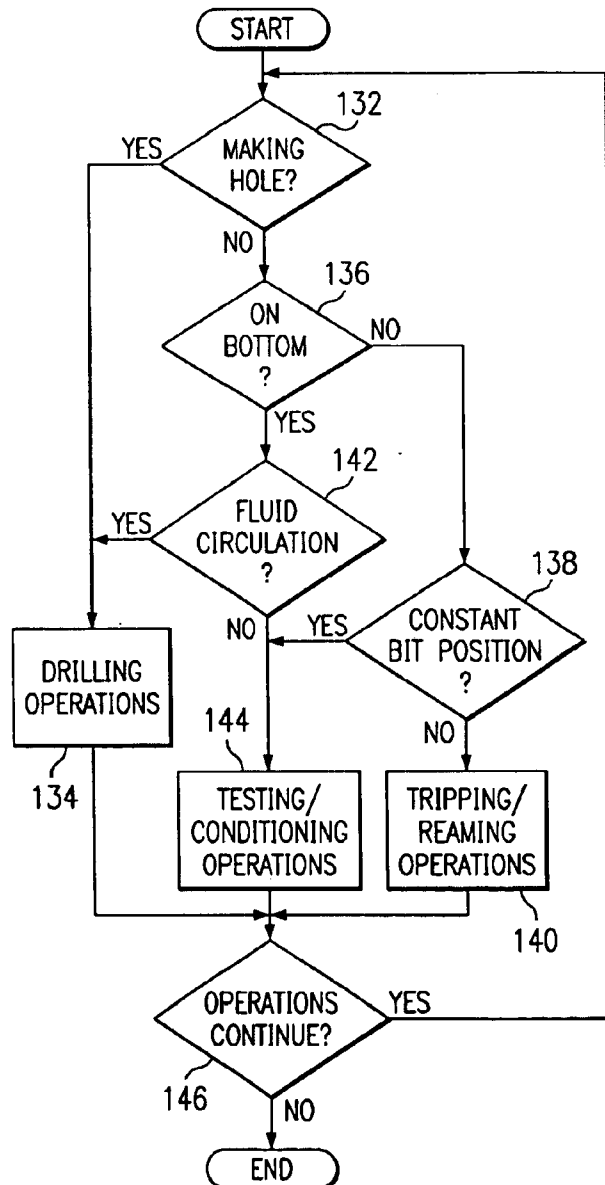 START
132
YES
MAKING
HOLE?
NO
136
ON
BOTTOM
?
NO
YES
142
YES
FLUID
CIRCULATION
?
NO
138
YES
CONSTANT
BIT POSITION
?
NO
DRILLING
OPERATIONS
134
144
TESTING/
CONDITIONING
OPERATIONS
TRIPPING/
REAMING
OPERATIONS
140
OPERATIONS
CONTINUE?
YES
146
NO
END